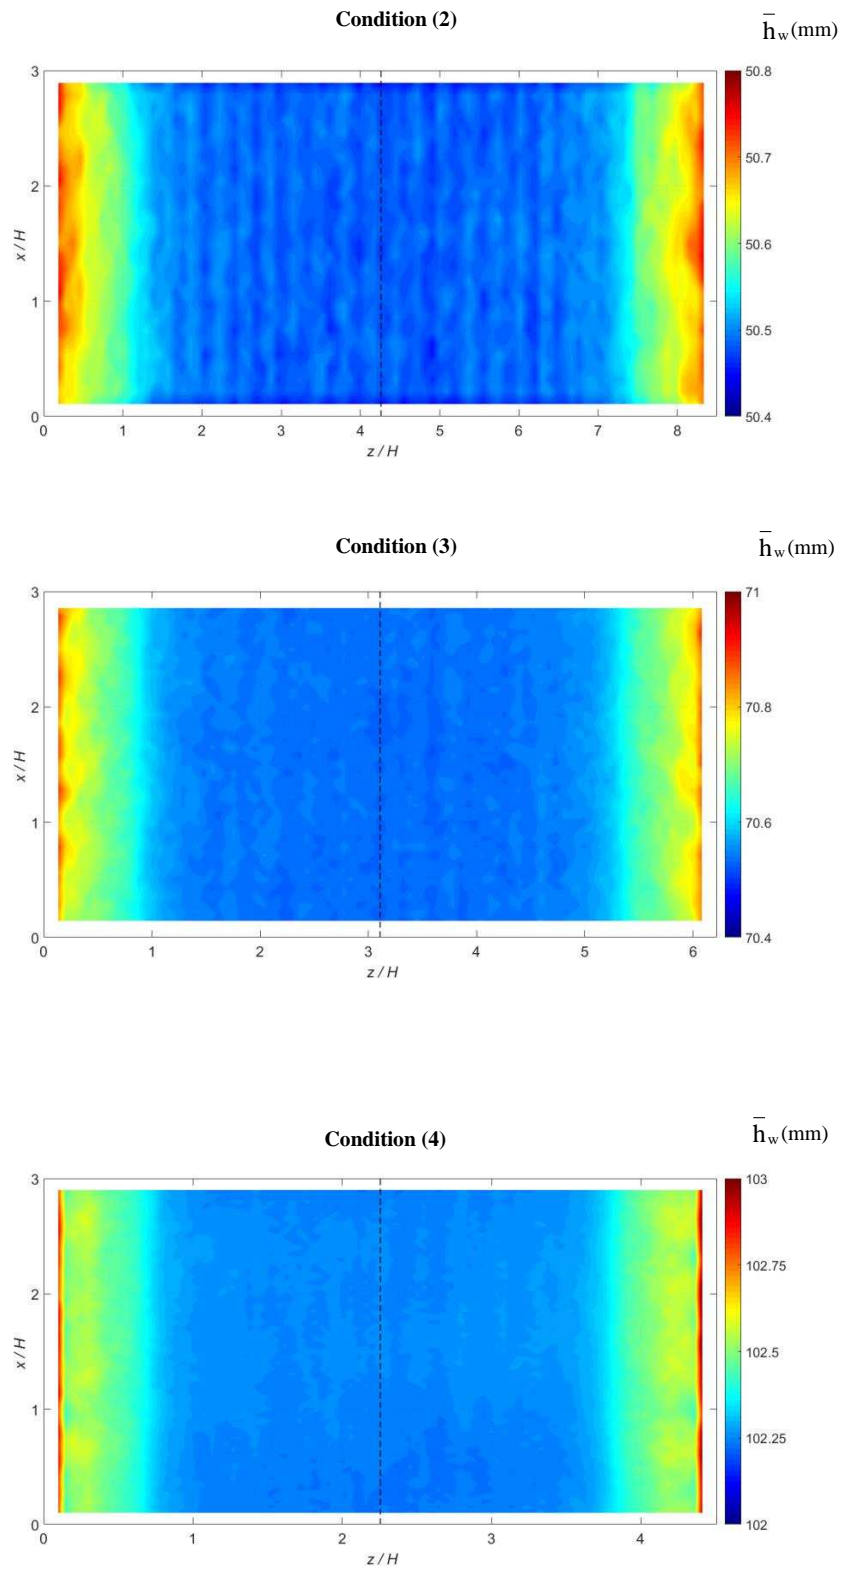 Condition (2)
h̅w(mm)
3
2
1
0
x / H
0 1 2 3 4 5 6 7 8
z / H
50.8
50.7
50.6
50.5
50.4
Condition (3)
h̅w(mm)
3
2
1
0
x / H
0 1 2 3 4 5 6
z / H
71
70.8
70.6
70.4
Condition (4)
h̅w(mm)
3
2
1
0
x / H
0 1 2 3 4
z / H
103
102.75
102.5
102.25
102